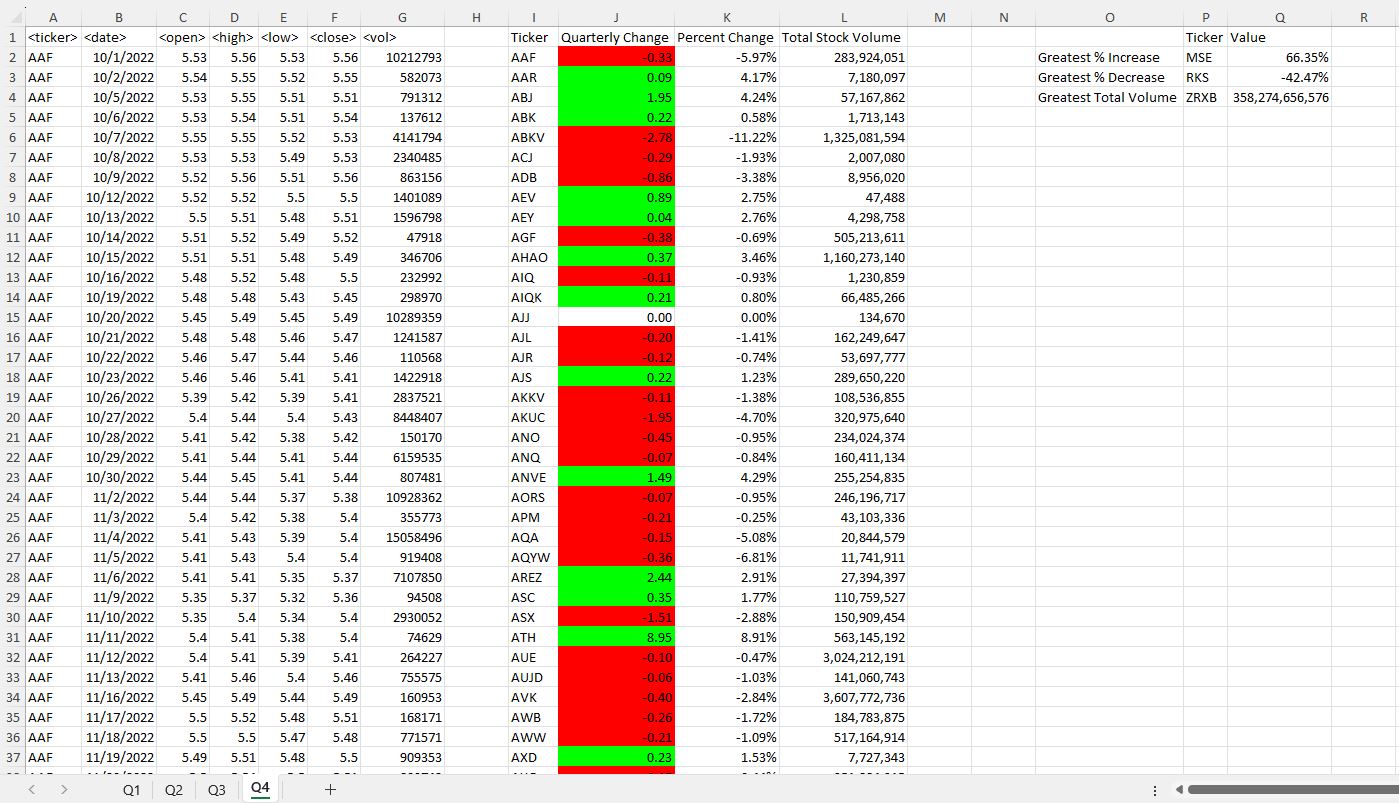 A B C D E F G H I J K L M N O P Q R
1 <ticker> <date> <open> <high> <low> <close> <vol> Ticker Quarterly Change Percent Change Total Stock Volume Ticker Value
2 AAF 10/1/2022 5.53 5.56 5.53 5.56 10212793 AAF -0.33 -5.97% 283,924,051 Greatest % Increase MSE 66.35%
3 AAF 10/2/2022 5.54 5.55 5.52 5.55 582073 AAR 0.09 4.17% 7,180,097 Greatest % Decrease RKS -42.47%
4 AAF 10/5/2022 5.53 5.55 5.51 5.51 791312 ABJ 1.95 4.24% 57,167,862 Greatest Total Volume ZRXB 358,274,656,576
5 AAF 10/6/2022 5.53 5.54 5.51 5.54 137612 ABK 0.22 0.58% 1,713,143
6 AAF 10/7/2022 5.55 5.55 5.52 5.53 4141794 ABKV -2.78 -11.22% 1,325,081,594
7 AAF 10/8/2022 5.53 5.53 5.49 5.53 2340485 ACJ -0.29 -1.93% 2,007,080
8 AAF 10/9/2022 5.52 5.56 5.51 5.56 863156 ADB -0.86 -3.38% 8,956,020
9 AAF 10/12/2022 5.52 5.52 5.5 5.5 1401089 AEV 0.89 2.75% 47,488
10 AAF 10/13/2022 5.5 5.51 5.48 5.51 1596798 AEY 0.04 2.76% 4,298,758
11 AAF 10/14/2022 5.51 5.52 5.49 5.52 47918 AGF -0.38 -0.69% 505,213,611
12 AAF 10/15/2022 5.51 5.51 5.48 5.49 346706 AHAO 0.37 3.46% 1,160,273,140
13 AAF 10/16/2022 5.48 5.52 5.48 5.5 232992 AIQ -0.11 -0.93% 1,230,859
14 AAF 10/19/2022 5.48 5.48 5.43 5.45 298970 AIQK 0.21 0.80% 66,485,266
15 AAF 10/20/2022 5.45 5.49 5.45 5.49 10289359 AJJ 0.00 0.00% 134,670
16 AAF 10/21/2022 5.48 5.48 5.46 5.47 1241587 AJL -0.20 -1.41% 162,249,647
17 AAF 10/22/2022 5.46 5.47 5.44 5.46 110568 AJR -0.12 -0.74% 53,697,777
18 AAF 10/23/2022 5.46 5.46 5.41 5.41 1422918 AJS 0.22 1.23% 289,650,220
19 AAF 10/26/2022 5.39 5.42 5.39 5.41 2837521 AKKV -0.11 -1.38% 108,536,855
20 AAF 10/27/2022 5.4 5.44 5.4 5.43 8448407 AKUC -1.95 -4.70% 320,975,640
21 AAF 10/28/2022 5.41 5.42 5.38 5.42 150170 ANO -0.45 -0.95% 234,024,374
22 AAF 10/29/2022 5.41 5.44 5.41 5.44 6159535 ANQ -0.07 -0.84% 160,411,134
23 AAF 10/30/2022 5.44 5.45 5.41 5.44 807481 ANVE 1.49 4.29% 255,254,835
24 AAF 11/2/2022 5.44 5.44 5.37 5.38 10928362 AORS -0.07 -0.95% 246,196,717
25 AAF 11/3/2022 5.4 5.42 5.38 5.4 355773 APM -0.21 -0.25% 43,103,336
26 AAF 11/4/2022 5.41 5.43 5.39 5.4 15058496 AQA -0.15 -5.08% 20,844,579
27 AAF 11/5/2022 5.41 5.43 5.4 5.4 919408 AQYW -0.36 -6.81% 11,741,911
28 AAF 11/6/2022 5.41 5.41 5.35 5.37 7107850 AREZ 2.44 2.91% 27,394,397
29 AAF 11/9/2022 5.35 5.37 5.32 5.36 94508 ASC 0.35 1.77% 110,759,527
30 AAF 11/10/2022 5.35 5.4 5.34 5.4 2930052 ASX -1.51 -2.88% 150,909,454
31 AAF 11/11/2022 5.4 5.41 5.38 5.4 74629 ATH 8.95 8.91% 563,145,192
32 AAF 11/12/2022 5.4 5.41 5.39 5.41 264227 AUE -0.10 -0.47% 3,024,212,191
33 AAF 11/13/2022 5.41 5.46 5.4 5.46 755575 AUJD -0.06 -1.03% 141,060,743
34 AAF 11/16/2022 5.45 5.49 5.44 5.49 160953 AVK -0.40 -2.84% 3,607,772,736
35 AAF 11/17/2022 5.5 5.52 5.48 5.51 168171 AWB -0.26 -1.72% 184,783,875
36 AAF 11/18/2022 5.5 5.5 5.47 5.48 771571 AWW -0.21 -1.09% 517,164,914
37 AAF 11/19/2022 5.49 5.51 5.48 5.5 909353 AXD 0.23 1.53% 7,727,343
Q1 Q2 Q3 Q4 +